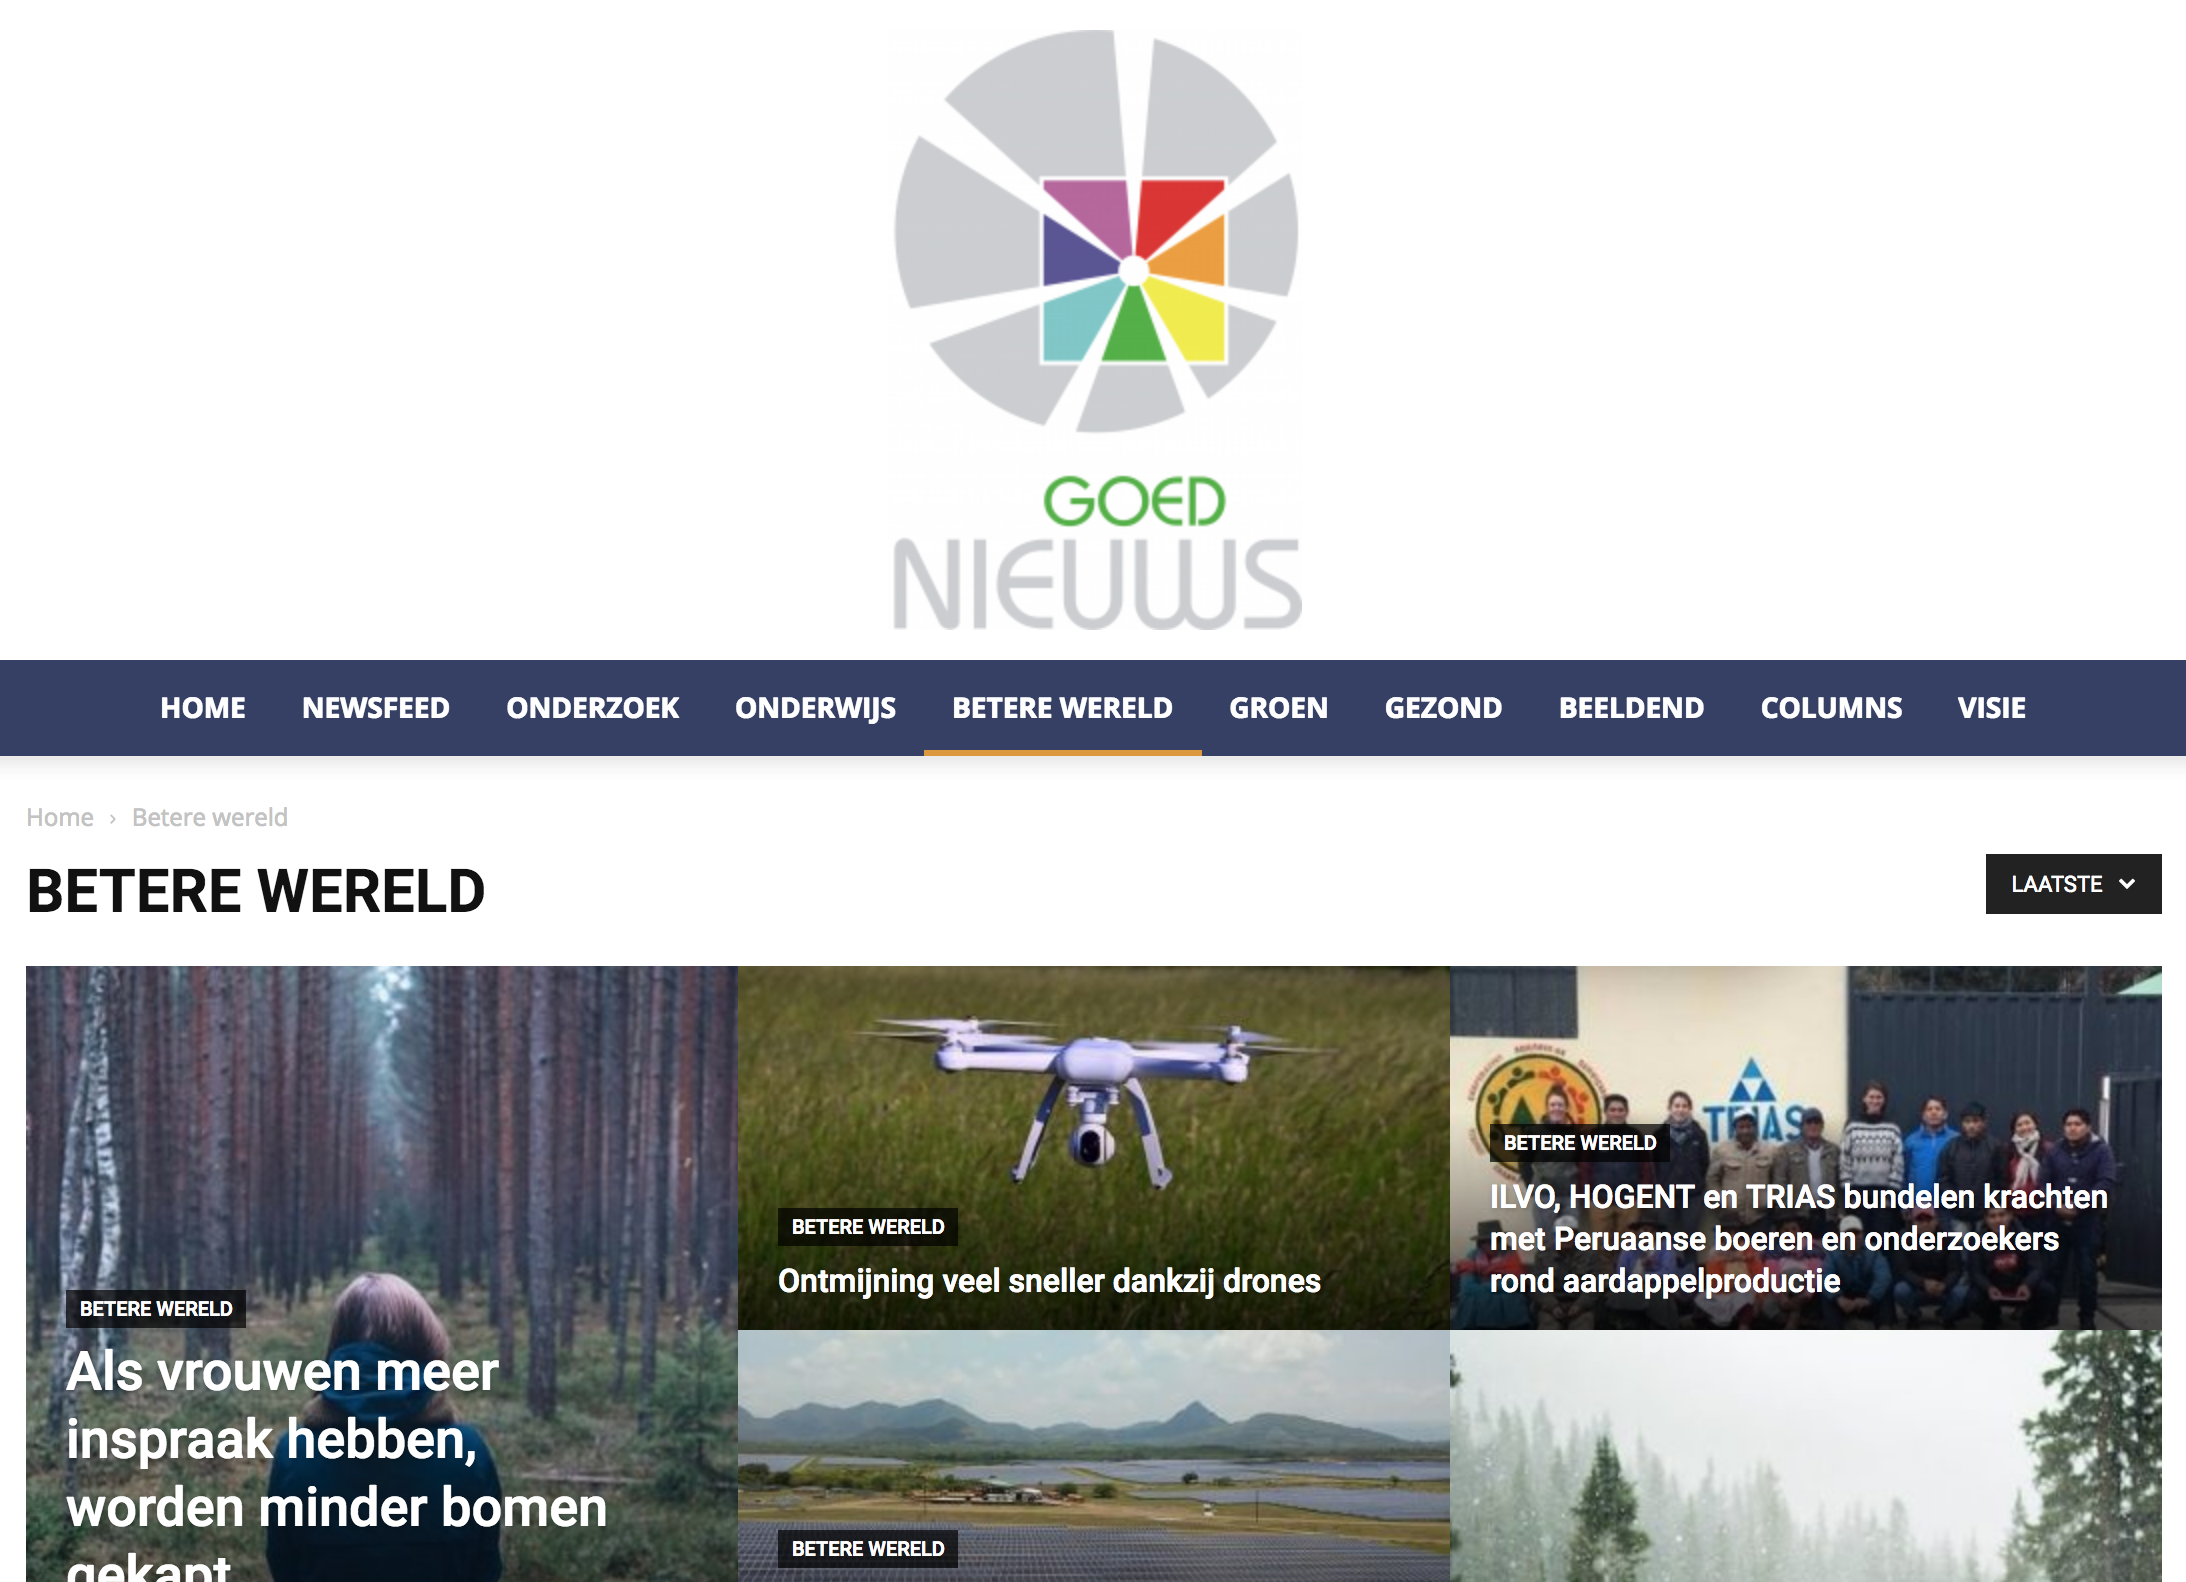 GOED
NIEUWS
HOME NEWSFEED ONDERZOEK ONDERWIJS BETERE WERELD GROEN GEZOND BEELDEND COLUMNS VISIE
Home › Betere wereld
BETERE WERELD
LAATSTE
BETERE WERELD
Als vrouwen meer
inspraak hebben,
worden minder bomen
gekapt
BETERE WERELD
Ontmijning veel sneller dankzij drones
TRIAS
BETERE WERELD
ILVO, HOGENT en TRIAS bundelen krachten
met Peruaanse boeren en onderzoekers
rond aardappelproductie
BETERE WERELD